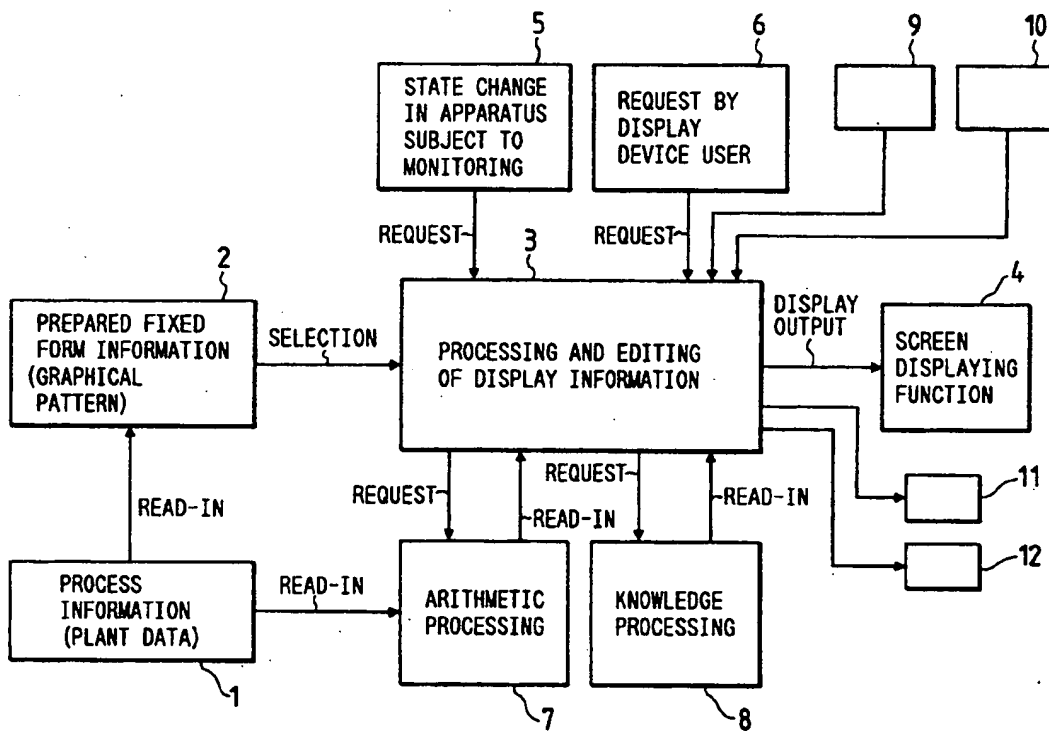 5
6
9
10
STATE CHANGE
IN APPARATUS
SUBJECT TO
MONITORING
REQUEST BY
DISPLAY
DEVICE USER
REQUEST
REQUEST
2
3
4
PREPARED FIXED
FORM INFORMATION
(GRAPHICAL
PATTERN)
SELECTION
PROCESSING AND EDITING
OF DISPLAY INFORMATION
DISPLAY
OUTPUT
SCREEN
DISPLAYING
FUNCTION
READ-IN
REQUEST
READ-IN
REQUEST
READ-IN
11
12
PROCESS
INFORMATION
(PLANT DATA)
READ-IN
ARITHMETIC
PROCESSING
KNOWLEDGE
PROCESSING
1
7
8